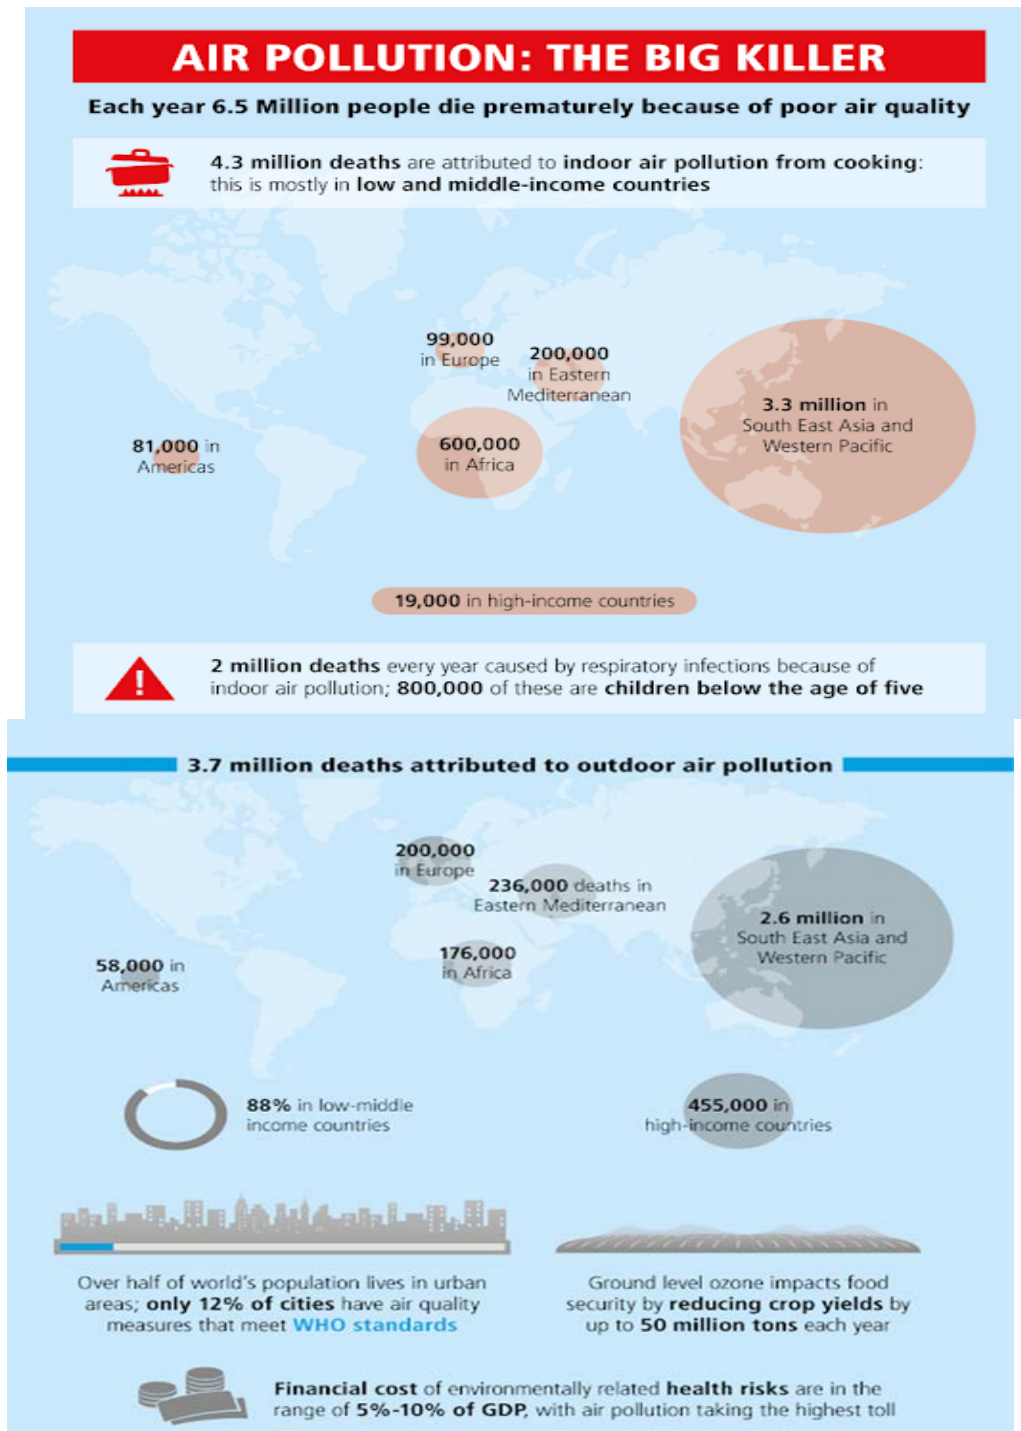 AIR POLLUTION: THE BIG KILLER
Each year 6.5 Million people die prematurely because of poor air quality
4.3 million deaths are attributed to indoor air pollution from cooking:
this is mostly in low and middle-income countries
99,000
in Europe
200,000
in Eastern
Mediterranean
3.3 million in
South East Asia and
Western Pacific
81,000 in
Americas
600,000
in Africa
19,000 in high-income countries
2 million deaths every year caused by respiratory infections because of
indoor air pollution; 800,000 of these are children below the age of five
3.7 million deaths attributed to outdoor air pollution
200,000
in Europe
236,000 deaths in
Eastern Mediterranean
2.6 million in
South East Asia and
Western Pacific
58,000 in
Americas
176,000
in Africa
88% in low-middle
income countries
455,000 in
high-income countries
Over half of world's population lives in urban
areas; only 12% of cities have air quality
measures that meet WHO standards
Ground level ozone impacts food
security by reducing crop yields by
up to 50 million tons each year
Financial cost of environmentally related health risks are in the
range of 5%-10% of GDP, with air pollution taking the highest toll